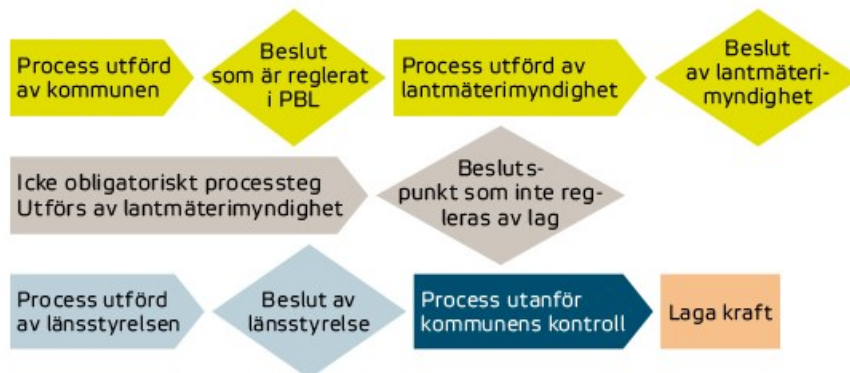 Process utförd
av kommunen
Beslut
som är reglerat
i PBL
Process utförd av
lantmäterimyndighet
Beslut
av lantmäteri-
myndighet
Icke obligatoriskt processteg
Utförs av lantmäterimyndighet
Besluts-
punkt som inte reg-
leras av lag
Process utförd
av länsstyrelsen
Beslut av
länsstyrelse
Process utanför
kommunens kontroll
Laga kraft